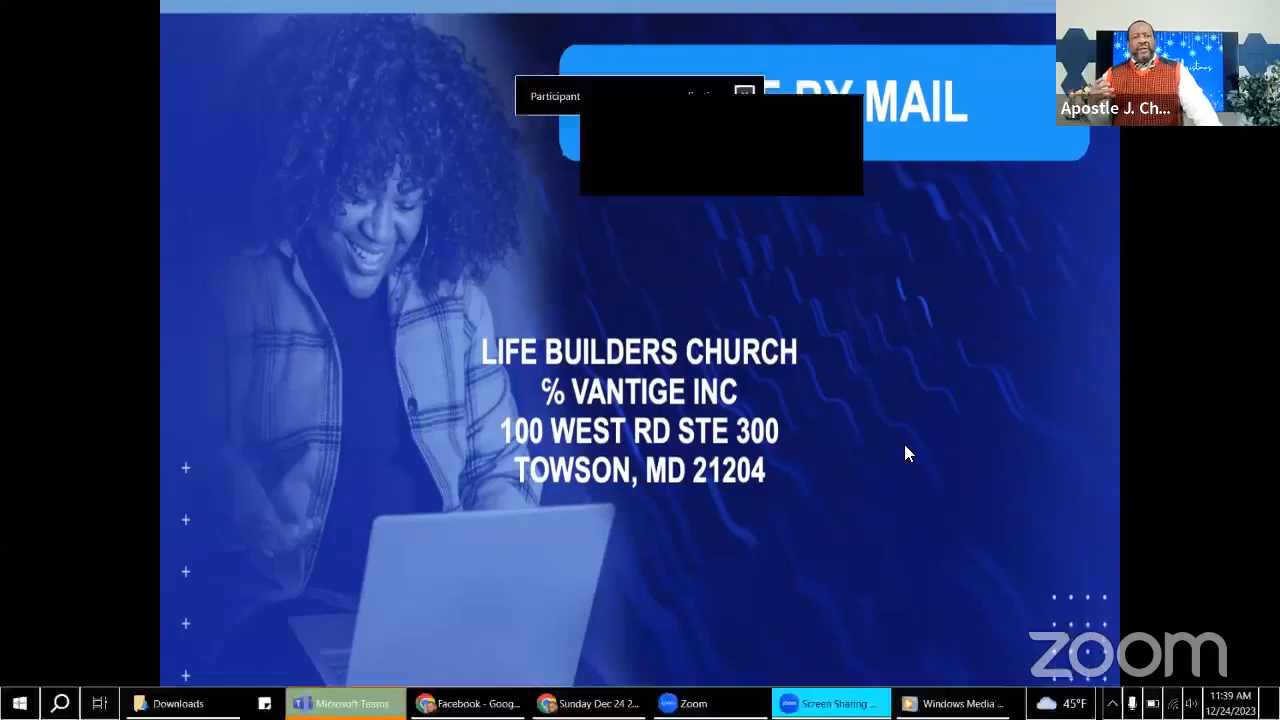 BY MAIL
Participant
Christmas
Apostle J. Ch...
LIFE BUILDERS CHURCH
℅ VANTIGE INC
100 WEST RD STE 300
TOWSON, MD 21204
zoom
Downloads
Microsoft Teams
Facebook - Goog...
Sunday Dec 24 2...
Zoom
Screen Sharing ...
Windows Media ...
45°F
11:39 AM
12/24/2023